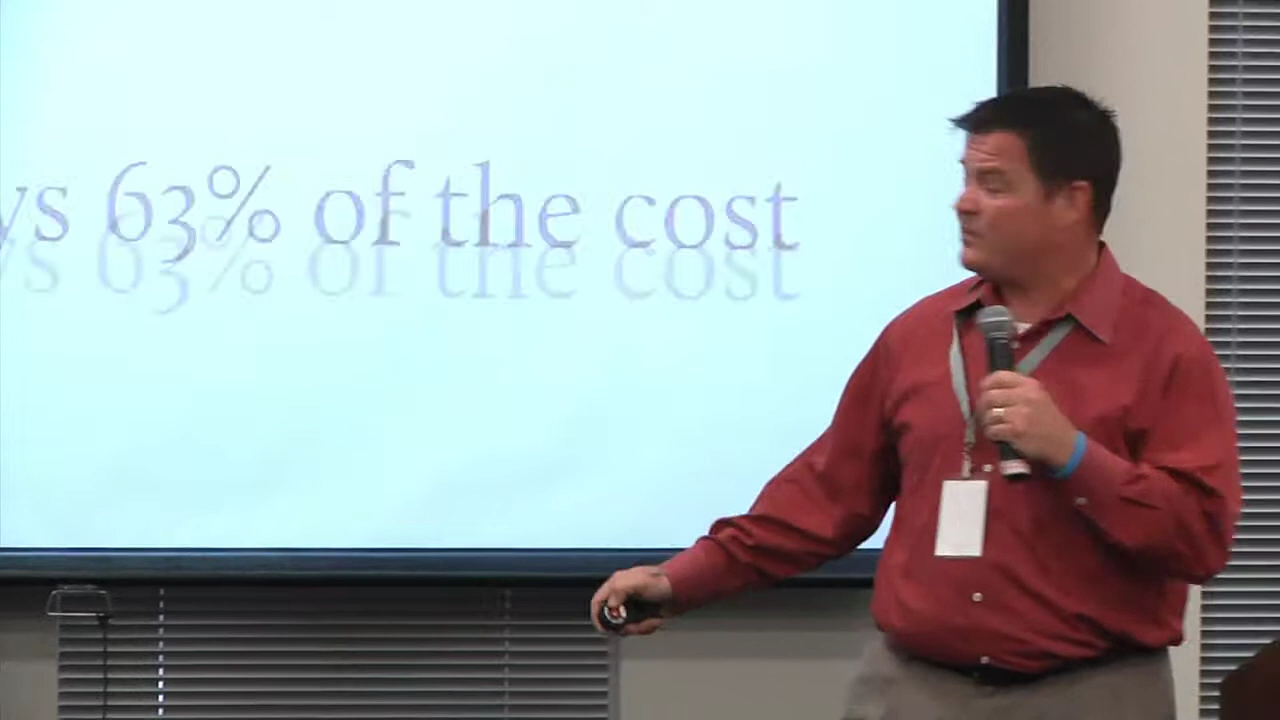 ys 63% of the cost